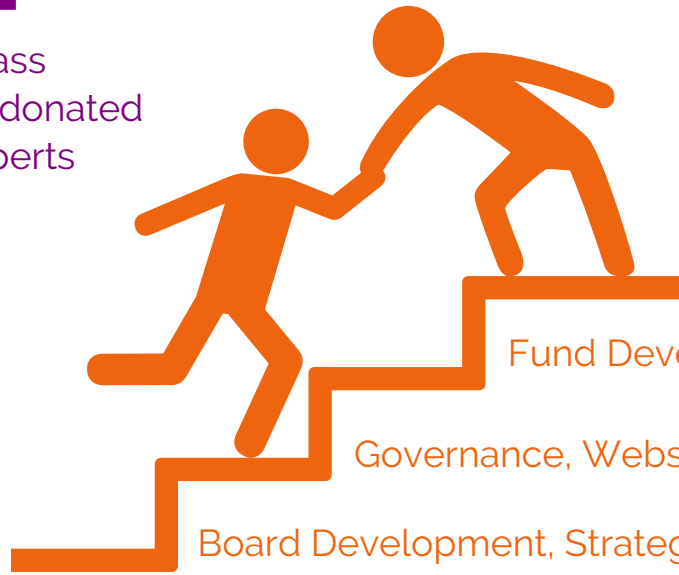 ass
donated
perts
Fund Deve
Governance, Webs
Board Development, Strateg